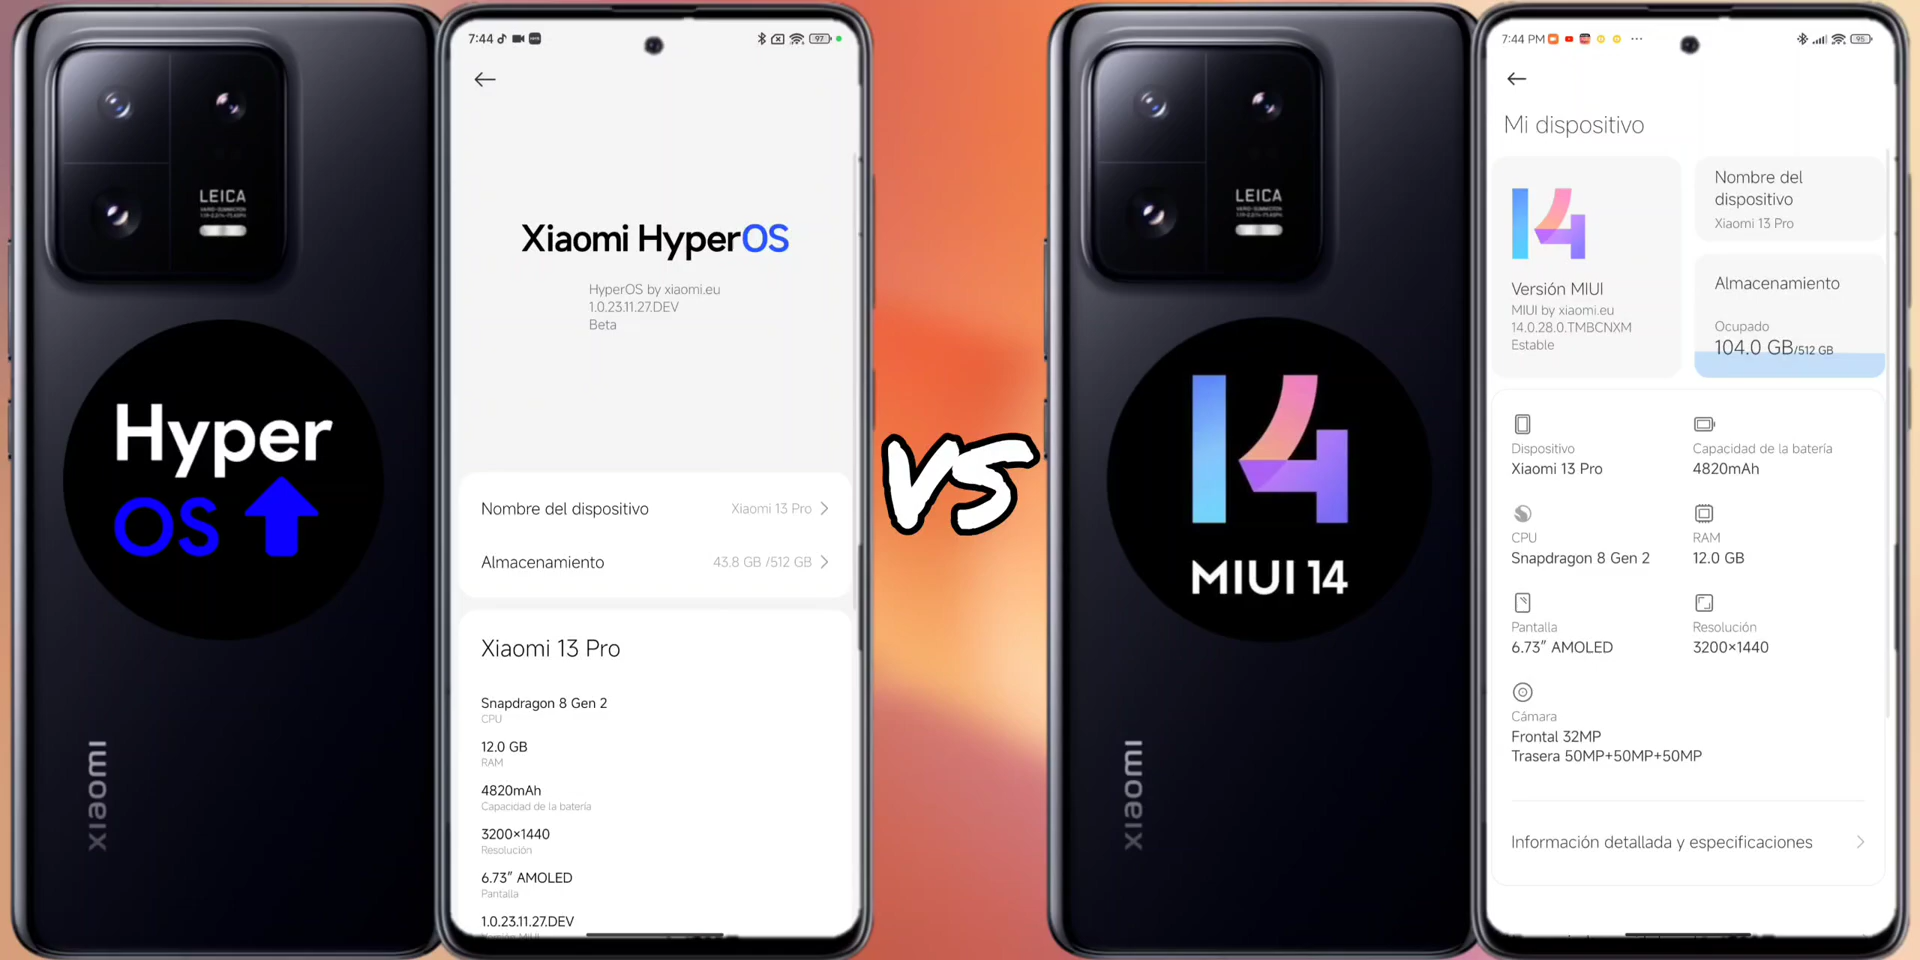 LEICA
Hyper
OS
xiaomi
7:44
97
Xiaomi HyperOS
HyperOS by xiaomi.eu
1.0.23.11.27.DEV
Beta
Nombre del dispositivo
Xiaomi 13 Pro
Almacenamiento
43.8 GB /512 GB
Xiaomi 13 Pro
Snapdragon 8 Gen 2
CPU
12.0 GB
RAM
4820mAh
Capacidad de la batería
3200×1440
Resolución
6.73″ AMOLED
Pantalla
1.0.23.11.27.DEV
VS
LEICA
14
MIUI 14
xiaomi
7:44 PM
95
Mi dispositivo
14
Versión MIUI
MIUI by xiaomi.eu
14.0.28.0.TMBCNXM
Estable
Nombre del
dispositivo
Xiaomi 13 Pro
Almacenamiento
Ocupado
104.0 GB/512 GB
Dispositivo
Xiaomi 13 Pro
Capacidad de la batería
4820mAh
CPU
Snapdragon 8 Gen 2
RAM
12.0 GB
Pantalla
6.73″ AMOLED
Resolución
3200×1440
Cámara
Frontal 32MP
Trasera 50MP+50MP+50MP
Información detallada y especificaciones